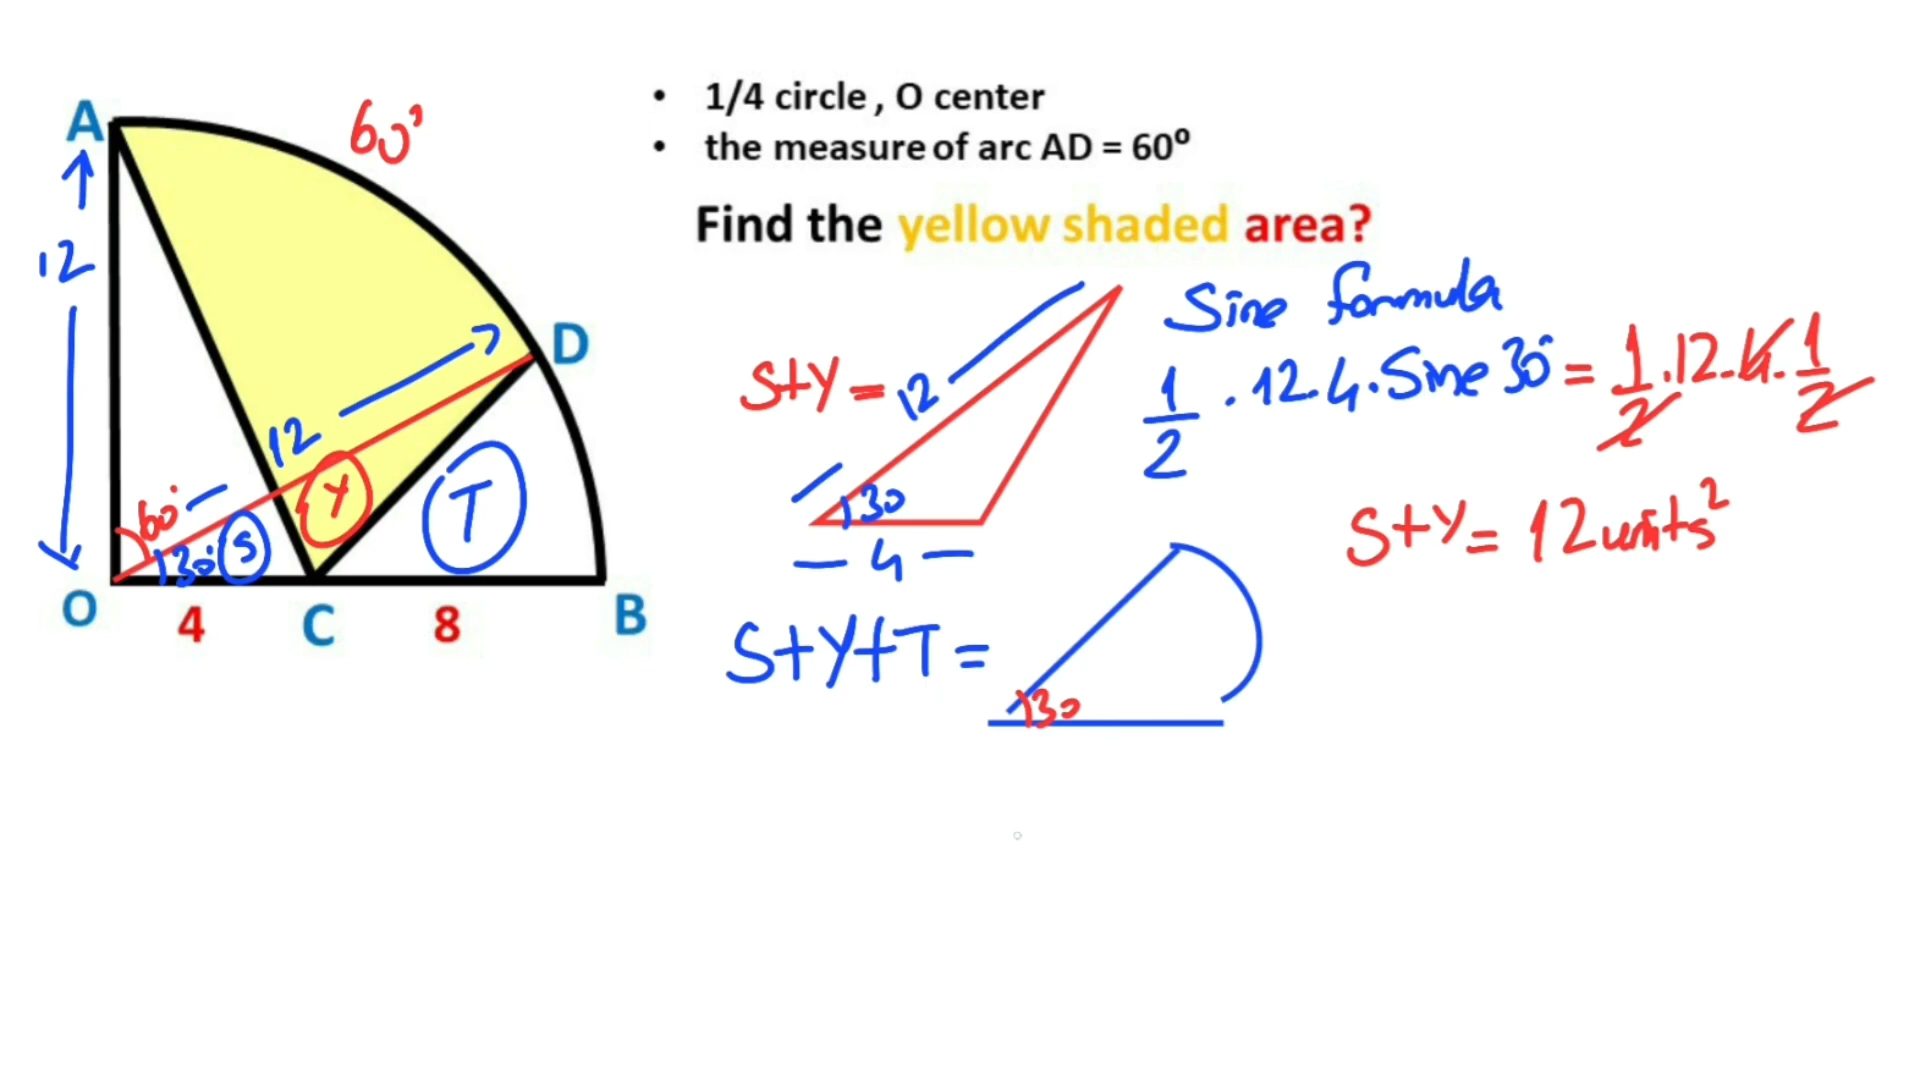 • 1/4 circle , O center
• the measure of arc AD = 60⁰
Find the yellow shaded area?
A
60°
12
D
12
60°
30°
S
Y
T
O
4
C
8
B
Sine formula
S+Y = 12
30
4
1/2 . 12.4.Sine 30° = 1/2 .12.4. 1/2
S+Y = 12 units²
S+Y+T =
30